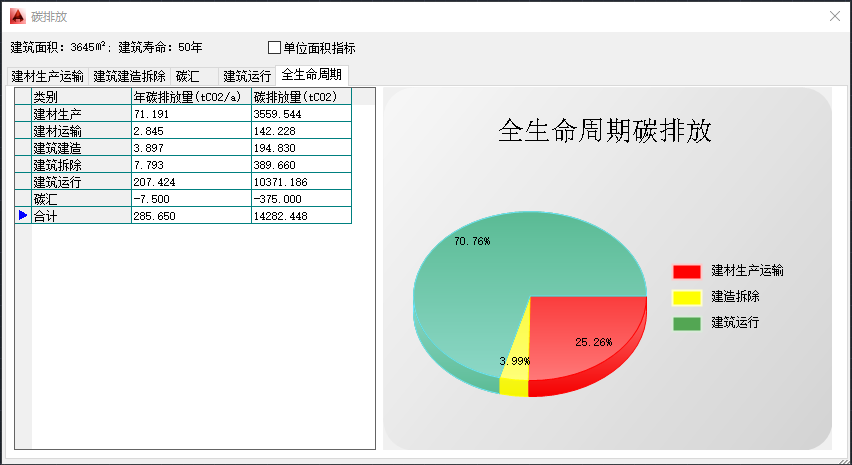 碳排放
建筑面积：3645m²；建筑寿命：50年
单位面积指标
建材生产运输 建筑建造拆除 碳汇 建筑运行 全生命周期
类别 年碳排放量(tCO2/a) 碳排放量(tCO2)
建材生产 71.191 3559.544
建材运输 2.845 142.228
建筑建造 3.897 194.830
建筑拆除 7.793 389.660
建筑运行 207.424 10371.186
碳汇 -7.500 -375.000
合计 285.650 14282.448
全生命周期碳排放
70.76%
25.26%
3.99%
建材生产运输
建造拆除
建筑运行